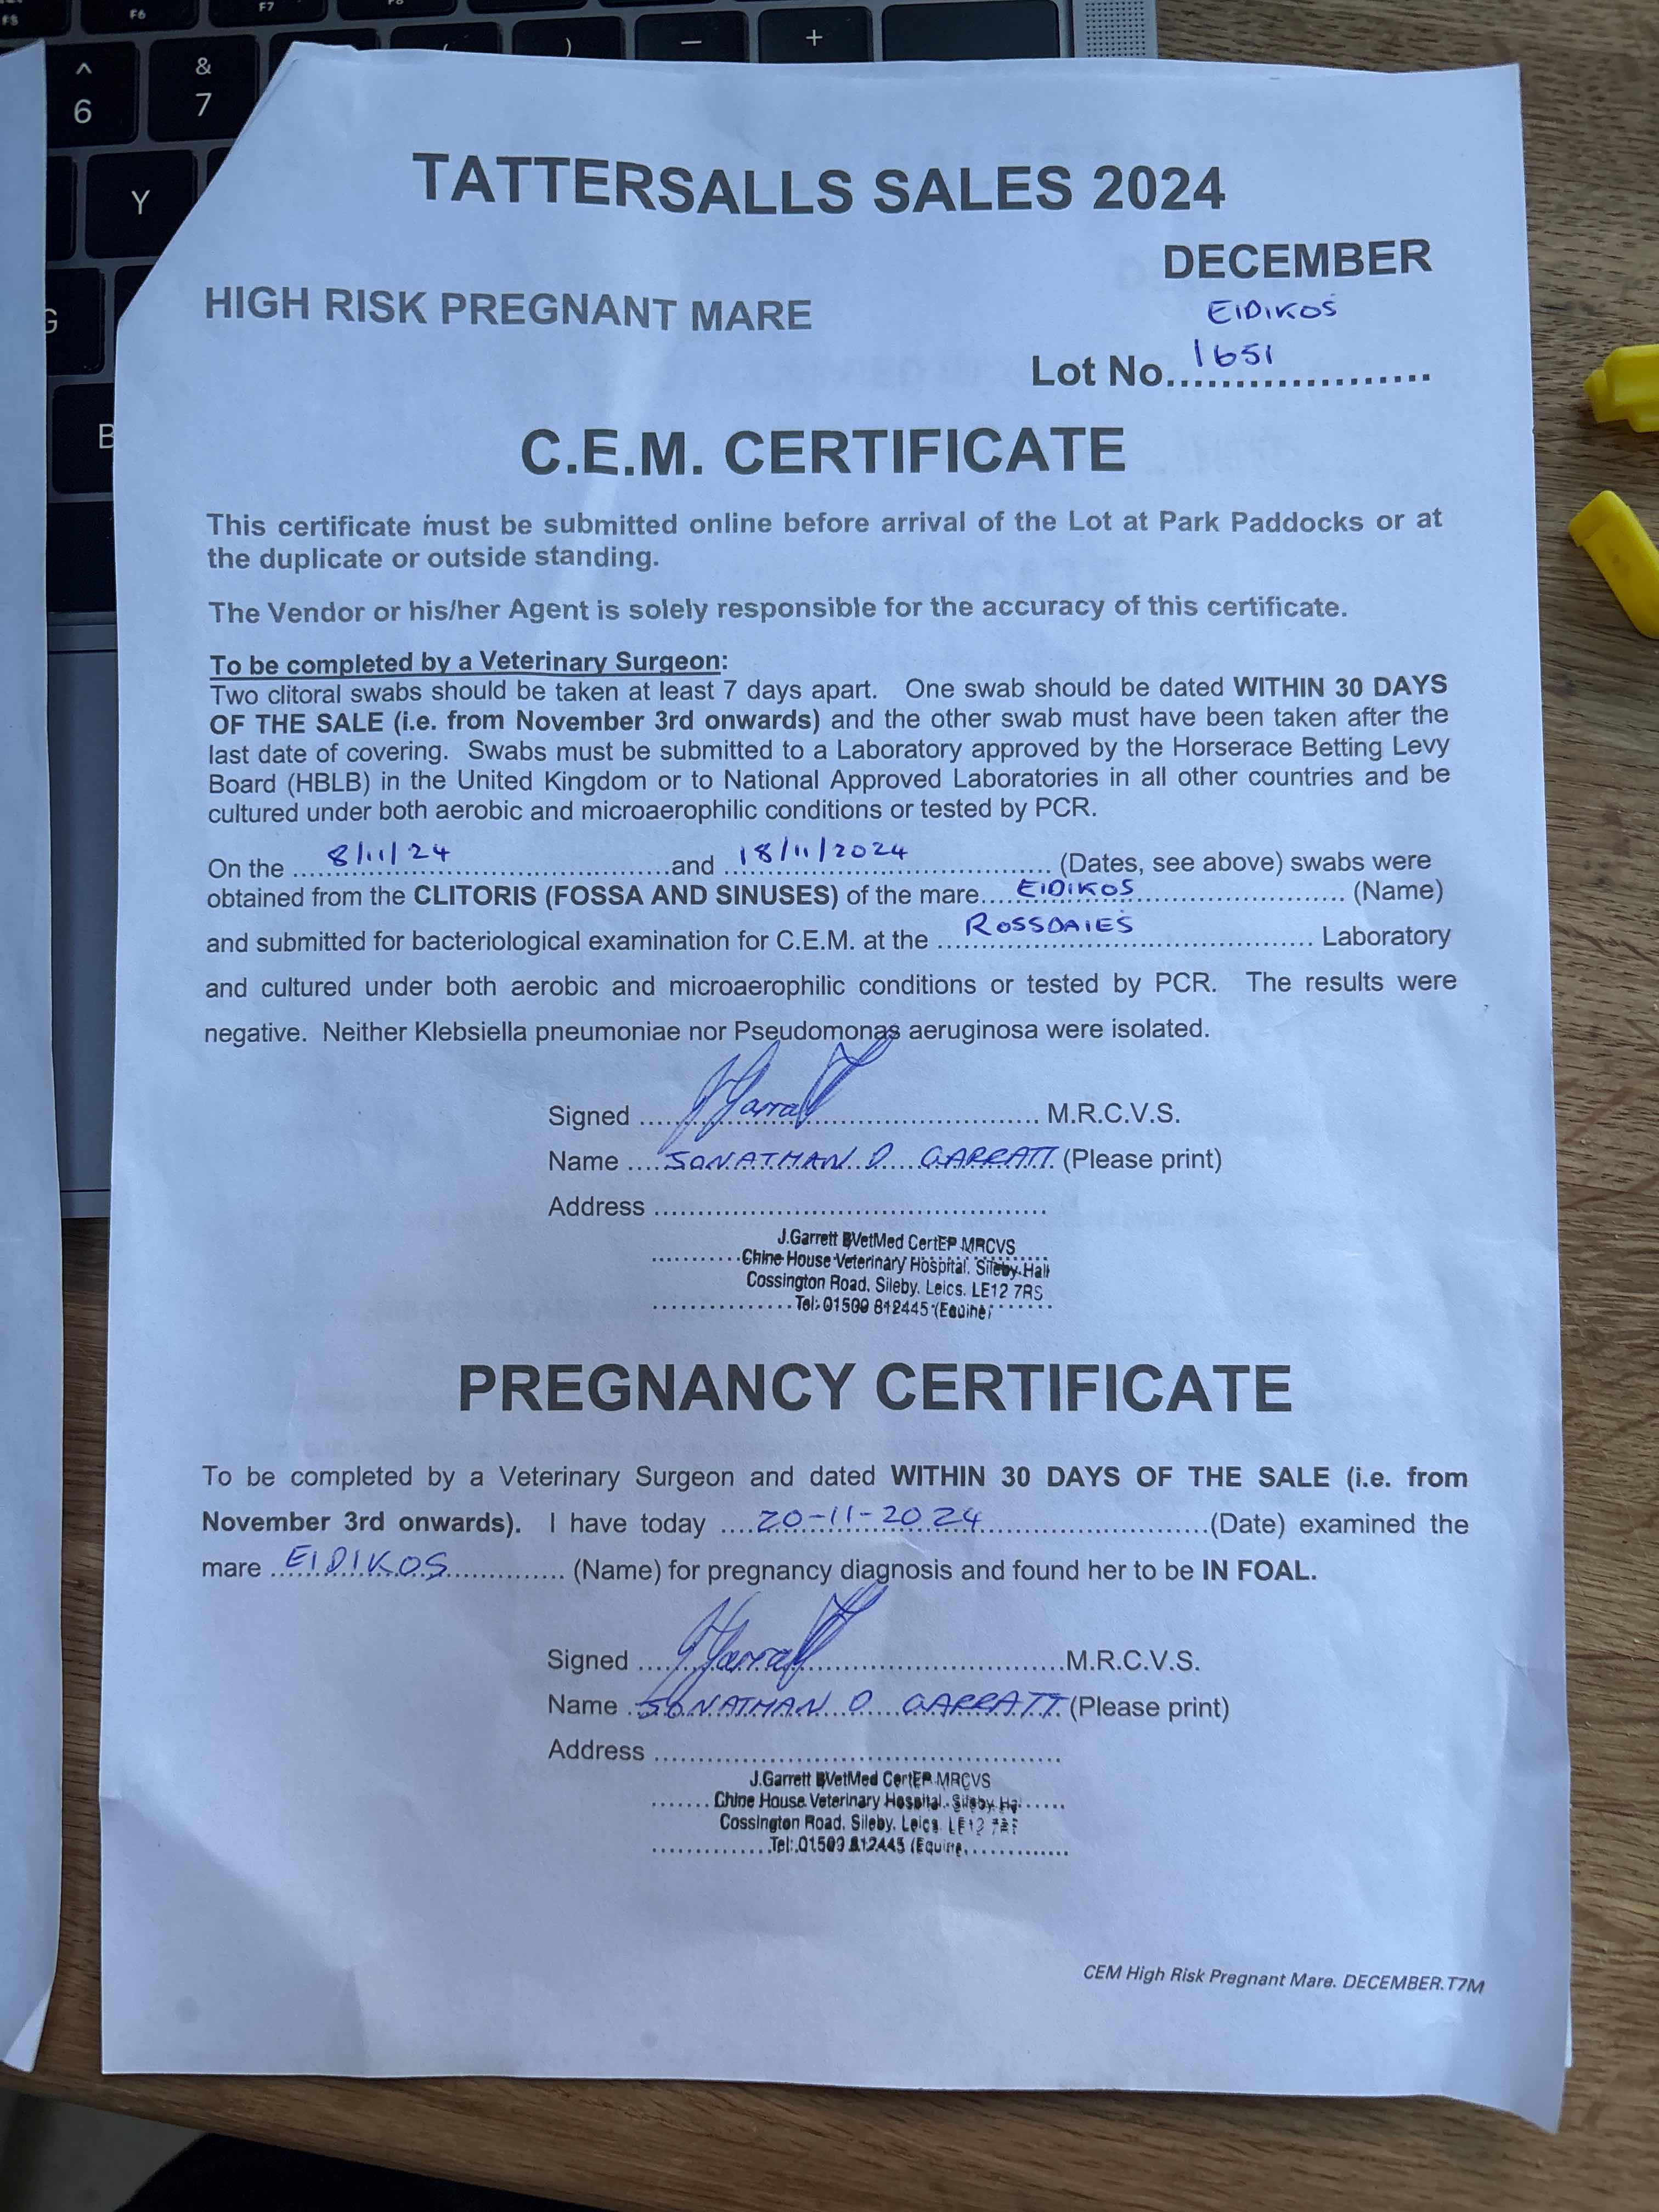 F5 F6 F7 F8
^ & ( ) — +
6 7
Y
G
B
TATTERSALLS SALES 2024
DECEMBER
HIGH RISK PREGNANT MARE
EIDIKOS
Lot No. 1651
C.E.M. CERTIFICATE
This certificate must be submitted online before arrival of the Lot at Park Paddocks or at
the duplicate or outside standing.
The Vendor or his/her Agent is solely responsible for the accuracy of this certificate.
To be completed by a Veterinary Surgeon:
Two clitoral swabs should be taken at least 7 days apart. One swab should be dated WITHIN 30 DAYS
OF THE SALE (i.e. from November 3rd onwards) and the other swab must have been taken after the
last date of covering. Swabs must be submitted to a Laboratory approved by the Horserace Betting Levy
Board (HBLB) in the United Kingdom or to National Approved Laboratories in all other countries and be
cultured under both aerobic and microaerophilic conditions or tested by PCR.
On the 8/11/24 and 18/11/2024 (Dates, see above) swabs were
obtained from the CLITORIS (FOSSA AND SINUSES) of the mare EIDIKOS (Name)
and submitted for bacteriological examination for C.E.M. at the ROSSDALES Laboratory
and cultured under both aerobic and microaerophilic conditions or tested by PCR. The results were
negative. Neither Klebsiella pneumoniae nor Pseudomonas aeruginosa were isolated.
Signed M.R.C.V.S.
Name JONATHAN D GARRATT (Please print)
Address
J.Garrett BVetMed CertEP MRCVS
Chine House Veterinary Hospital. Sileby Hall
Cossington Road, Sileby, Leics. LE12 7RS
Tel: 01509 812445 (Equine)
PREGNANCY CERTIFICATE
To be completed by a Veterinary Surgeon and dated WITHIN 30 DAYS OF THE SALE (i.e. from
November 3rd onwards). I have today 20-11-2024 (Date) examined the
mare EIDIKOS (Name) for pregnancy diagnosis and found her to be IN FOAL.
Signed M.R.C.V.S.
Name JONATHAN D GARRATT (Please print)
Address
J.Garrett BVetMed CertEP MRCVS
Chine House Veterinary Hospital. Sileby Ha
Cossington Road, Sileby, Leics. LE12
Tel: 01509 812445 (Equine
CEM High Risk Pregnant Mare. DECEMBER.T7M